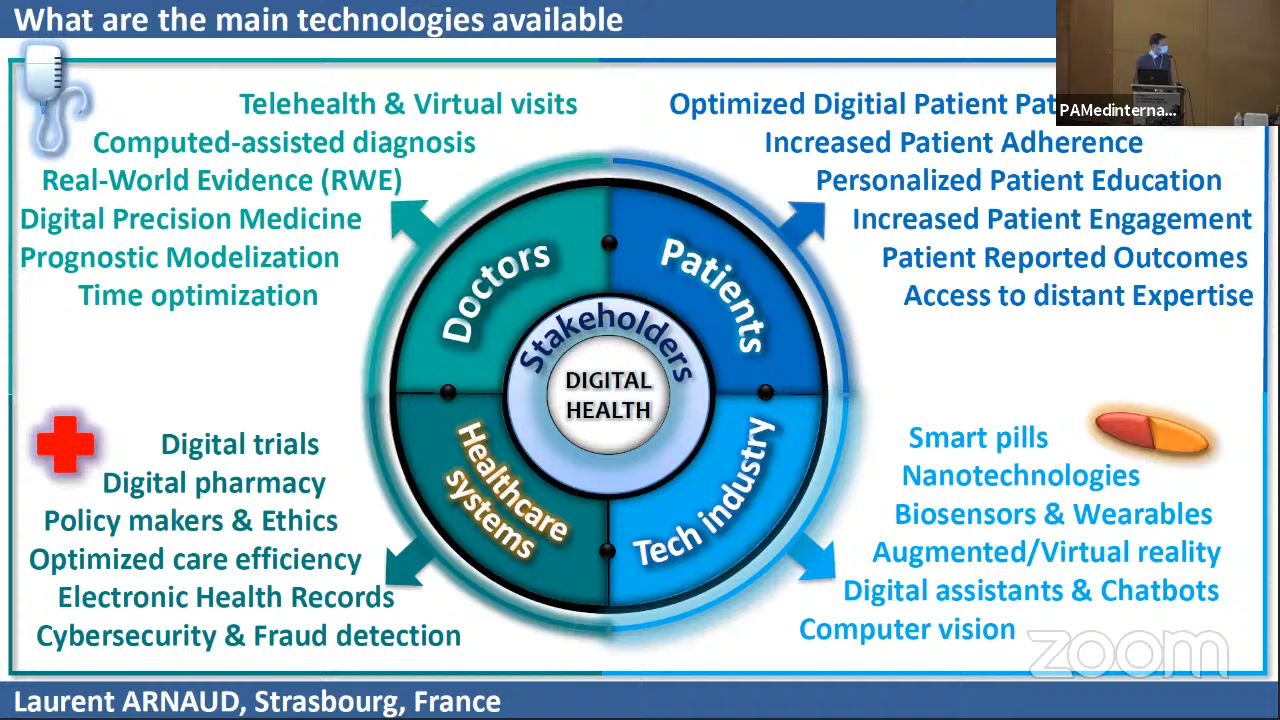 What are the main technologies available
PAMedinterna...
Telehealth & Virtual visits
Computed-assisted diagnosis
Real-World Evidence (RWE)
Digital Precision Medicine
Prognostic Modelization
Time optimization
Optimized Digitial Patient
Increased Patient Adherence
Personalized Patient Education
Increased Patient Engagement
Patient Reported Outcomes
Access to distant Expertise
Doctors
Patients
Stakeholders
DIGITAL
HEALTH
Healthcare
systems
Tech industry
Digital trials
Digital pharmacy
Policy makers & Ethics
Optimized care efficiency
Electronic Health Records
Cybersecurity & Fraud detection
Smart pills
Nanotechnologies
Biosensors & Wearables
Augmented/Virtual reality
Digital assistants & Chatbots
Computer vision
zoom
Laurent ARNAUD, Strasbourg, France